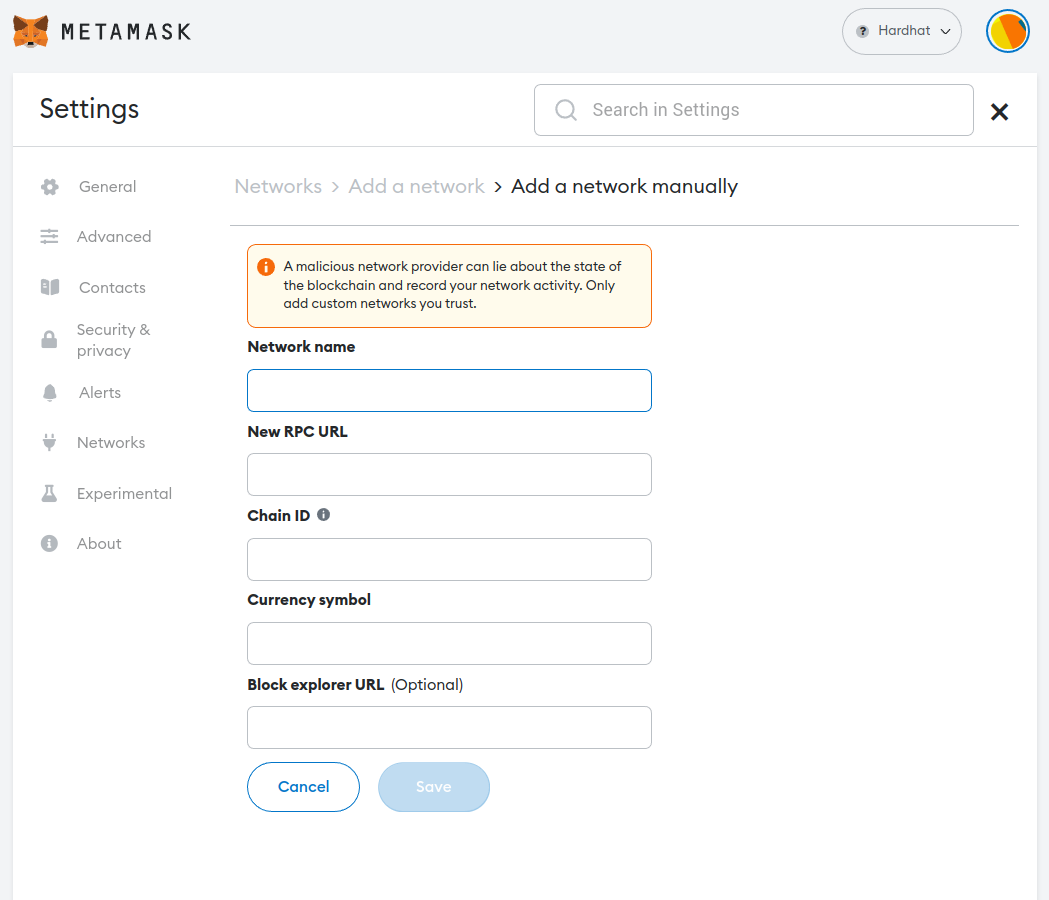 METAMASK
? Hardhat
Settings
Search in Settings
General
Advanced
Contacts
Security &
privacy
Alerts
Networks
Experimental
About
Networks > Add a network > Add a network manually
A malicious network provider can lie about the state of
the blockchain and record your network activity. Only
add custom networks you trust.
Network name
New RPC URL
Chain ID
Currency symbol
Block explorer URL (Optional)
Cancel
Save